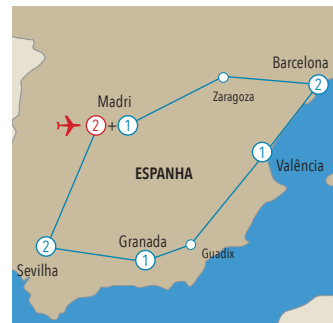 Barcelona
2
Zaragoza
Madri
2 + 1
1
Valência
ESPANHA
Granada
1
Guadix
2
Sevilha